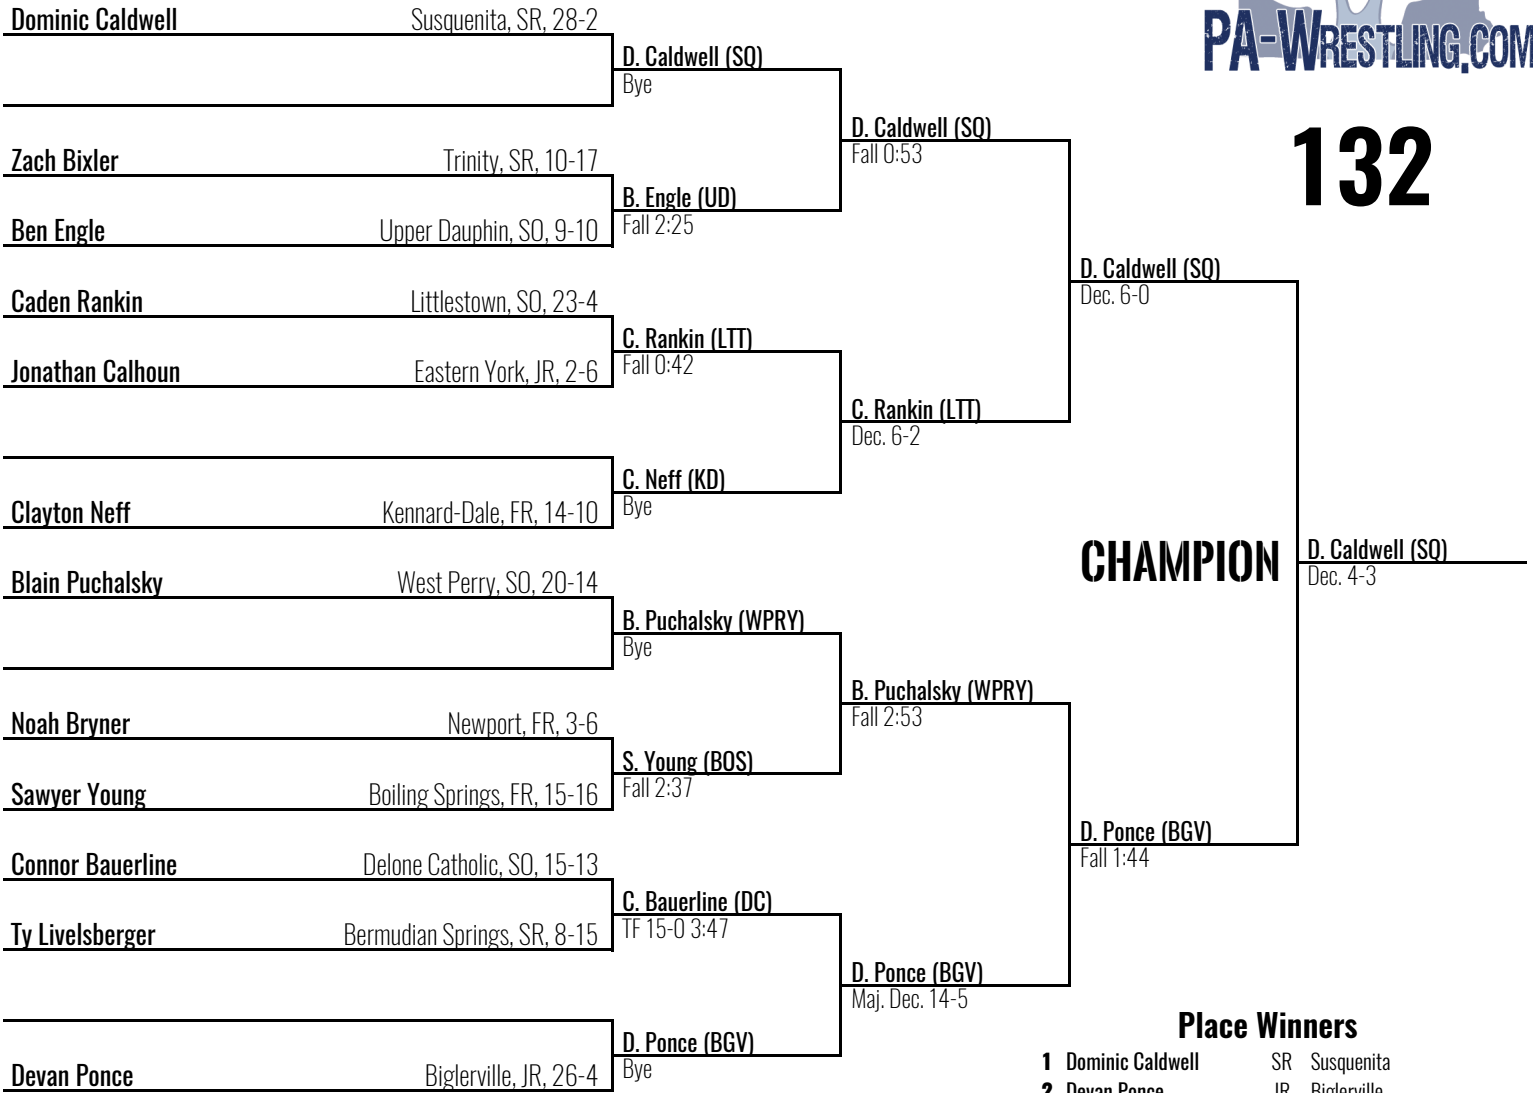 PA-WRESTLING.COM
132
Dominic Caldwell Susquenita, SR, 28-2
D. Caldwell (SQ)
Bye
D. Caldwell (SQ)
Fall 0:53
Zach Bixler Trinity, SR, 10-17
B. Engle (UD)
Fall 2:25
Ben Engle Upper Dauphin, SO, 9-10
D. Caldwell (SQ)
Dec. 6-0
Caden Rankin Littlestown, SO, 23-4
C. Rankin (LTT)
Fall 0:42
Jonathan Calhoun Eastern York, JR, 2-6
C. Rankin (LTT)
Dec. 6-2
C. Neff (KD)
Bye
Clayton Neff Kennard-Dale, FR, 14-10
CHAMPION
D. Caldwell (SQ)
Dec. 4-3
Blain Puchalsky West Perry, SO, 20-14
B. Puchalsky (WPRY)
Bye
B. Puchalsky (WPRY)
Fall 2:53
Noah Bryner Newport, FR, 3-6
S. Young (BOS)
Fall 2:37
Sawyer Young Boiling Springs, FR, 15-16
D. Ponce (BGV)
Fall 1:44
Connor Bauerline Delone Catholic, SO, 15-13
C. Bauerline (DC)
TF 15-0 3:47
Ty Livelsberger Bermudian Springs, SR, 8-15
D. Ponce (BGV)
Maj. Dec. 14-5
D. Ponce (BGV)
Bye
Devan Ponce Biglerville, JR, 26-4
Place Winners
1 Dominic Caldwell SR Susquenita
2 Devan Ponce JR Biglerville